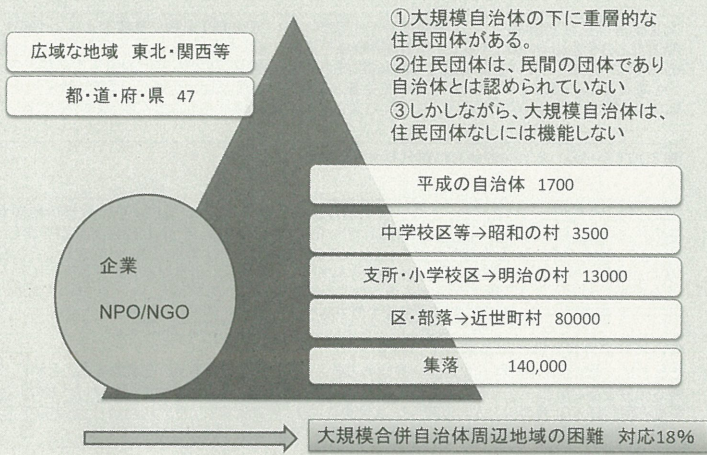 ①大規模自治体の下に重層的な
住民団体がある。
②住民団体は、民間の団体であり
自治体とは認められていない
③しかしながら、大規模自治体は、
住民団体なしには機能しない
広域な地域 東北・関西等
都・道・府・県 47
平成の自治体 1700
中学校区等→昭和の村 3500
支所・小学校区→明治の村 13000
区・部落→近世町村 80000
集落 140,000
企業
NPO/NGO
大規模合併自治体周辺地域の困難 対応18%